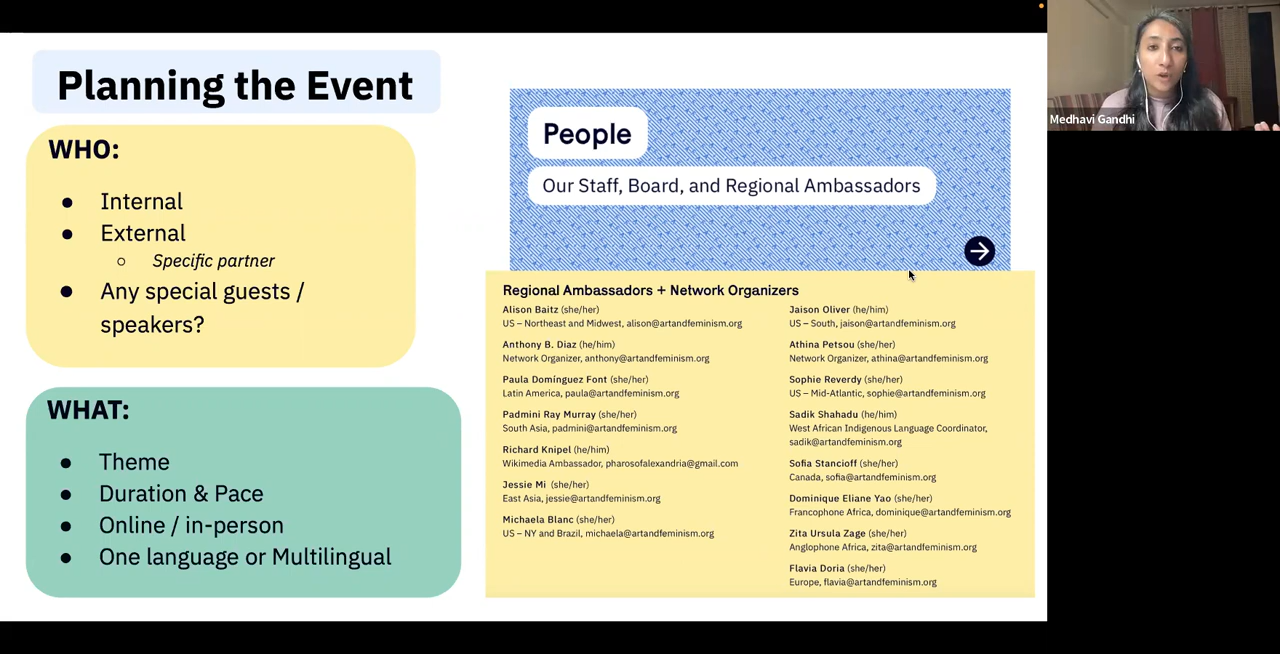 Planning the Event
WHO:
● Internal
● External
○ Specific partner
● Any special guests /
speakers?
WHAT:
● Theme
● Duration & Pace
● Online / in-person
● One language or Multilingual
People
Our Staff, Board, and Regional Ambassadors
Regional Ambassadors + Network Organizers
Alison Baitz (she/her)
US – Northeast and Midwest, alison@artandfeminism.org
Anthony B. Diaz (he/him)
Network Organizer, anthony@artandfeminism.org
Paula Domínguez Font (she/her)
Latin America, paula@artandfeminism.org
Padmini Ray Murray (she/her)
South Asia, padmini@artandfeminism.org
Richard Knipel (he/him)
Wikimedia Ambassador, pharosofalexandria@gmail.com
Jessie Mi (she/her)
East Asia, jessie@artandfeminism.org
Michaela Blanc (she/her)
US – NY and Brazil, michaela@artandfeminism.org
Jaison Oliver (he/him)
US – South, jaison@artandfeminism.org
Athina Petsou (she/her)
Network Organizer, athina@artandfeminism.org
Sophie Reverdy (she/her)
US – Mid-Atlantic, sophie@artandfeminism.org
Sadik Shahadu (he/him)
West African Indigenous Language Coordinator,
sadik@artandfeminism.org
Sofia Stancioff (she/her)
Canada, sofia@artandfeminism.org
Dominique Eliane Yao (she/her)
Francophone Africa, dominique@artandfeminism.org
Zita Ursula Zage (she/her)
Anglophone Africa, zita@artandfeminism.org
Flavia Doria (she/her)
Europe, flavia@artandfeminism.org
Medhavi Gandhi